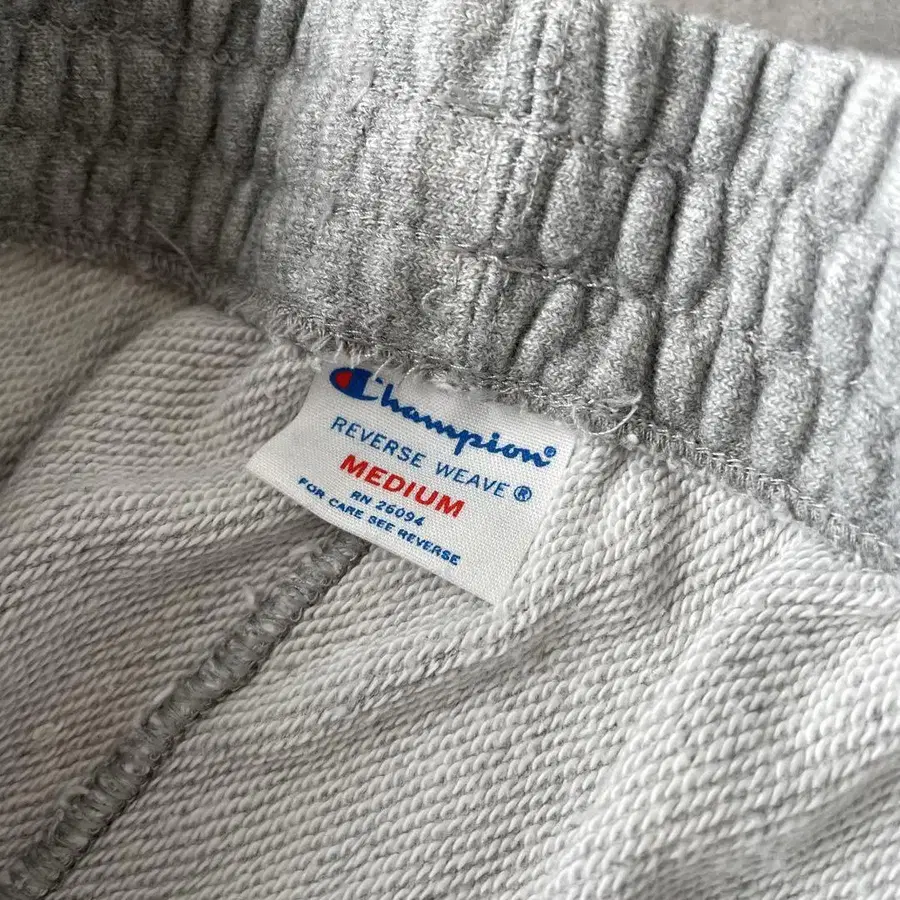 Champion®
REVERSE WEAVE®
MEDIUM
RN 26094
FOR CARE SEE REVERSE